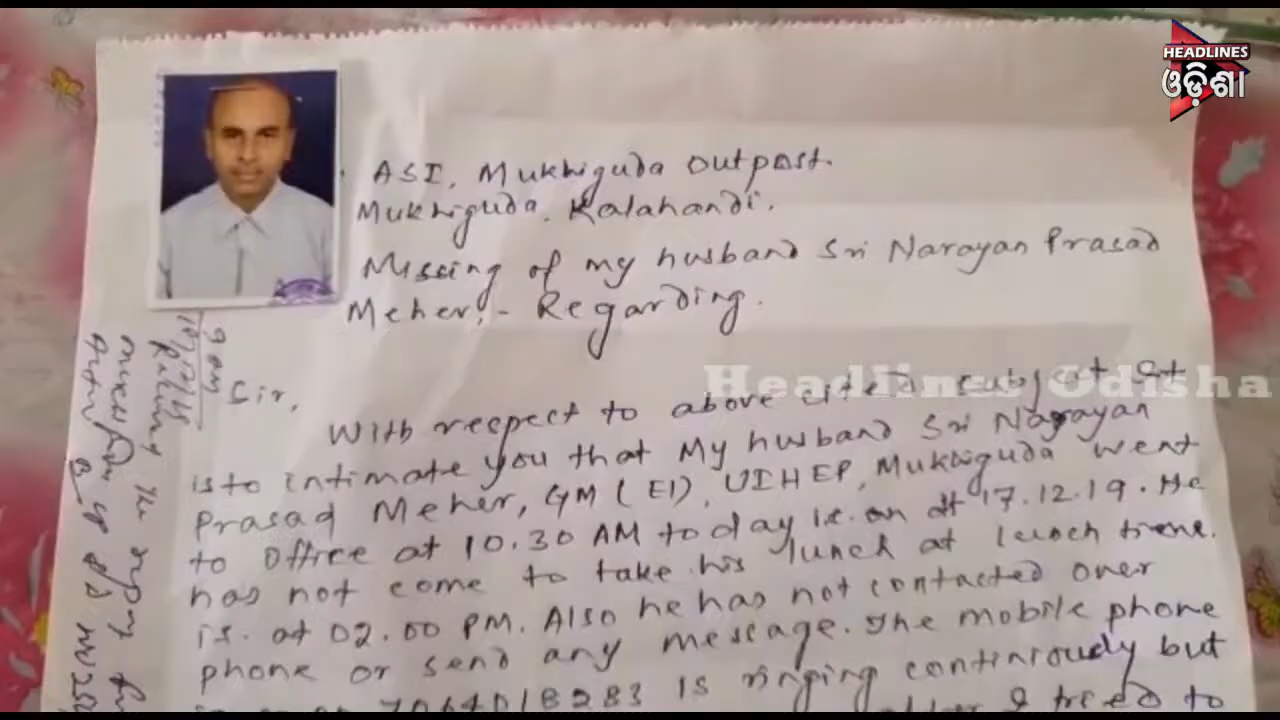 HEADLINES
ଓଡ଼ିଶା
ASI, Mukhiguda Outpost.
Mukhiguda. Kalahandi.
Missing of my husband Sri Narayan Prasad
Meher,- Regarding.
Sir,
Headlines Odisha
With respect to above cited subject it
is to intimate you that My husband Sri Narayan
Prasad Meher, GM (EI), UIHEP, Mukhiguda went
to Office at 10.30 AM today i.e. on dt 17.12.19. He
has not come to take his lunch at lunch time.
i.e. at 02.00 PM. Also he has not contacted over
phone or send any message. The mobile phone
7064018283 is ringing continuously but
I tried to